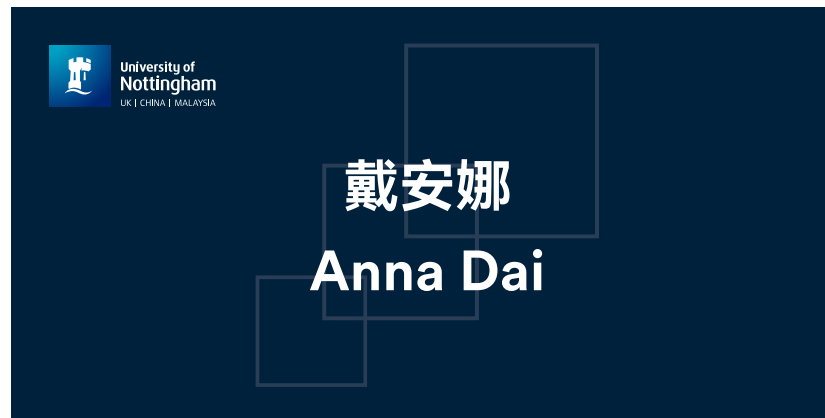 University of
Nottingham
UK | CHINA | MALAYSIA
戴安娜
Anna Dai